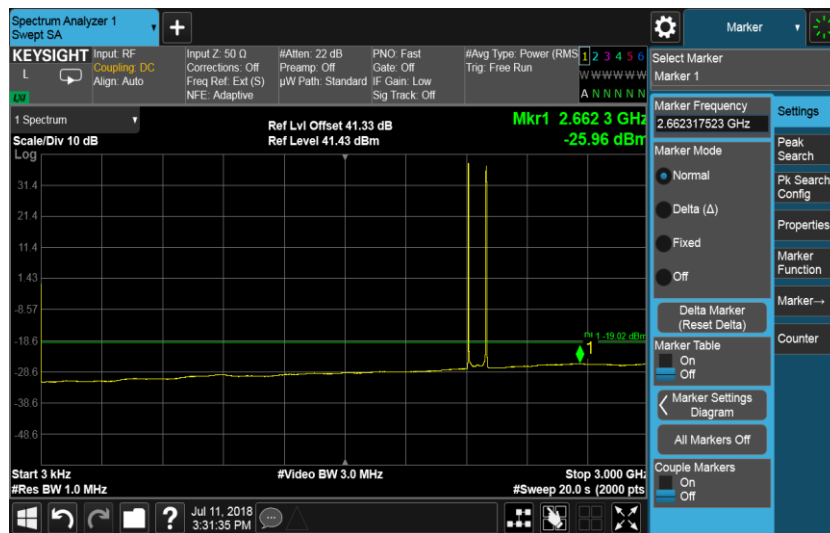 Spectrum Analyzer 1
Swept SA
+
Marker
KEYSIGHT
L
LXI
Input: RF
Coupling: DC
Align: Auto
Input Z: 50 Ω
Corrections: Off
Freq Ref: Ext (S)
NFE: Adaptive
#Atten: 22 dB
Preamp: Off
µW Path: Standard
PNO: Fast
Gate: Off
IF Gain: Low
Sig Track: Off
#Avg Type: Power (RMS
Trig: Free Run
1 2 3 4 5 6
W W W W W W
A N N N N N
1 Spectrum
Scale/Div 10 dB
Log
Ref Lvl Offset 41.33 dB
Ref Level 41.43 dBm
Mkr1 2.662 3 GHz
-25.96 dBm
31.4
21.4
11.4
1.43
-8.57
-18.6
-28.6
-38.6
-48.6
DL1 -19.02 dBm
1
Start 3 kHz
#Res BW 1.0 MHz
#Video BW 3.0 MHz
Stop 3.000 GHz
#Sweep 20.0 s (2000 pts
?
Jul 11, 2018
3:31:35 PM
Select Marker
Marker 1
Marker Frequency
2.662317523 GHz
Marker Mode
Normal
Delta (Δ)
Fixed
Off
Delta Marker
(Reset Delta)
Marker Table
On
Off
Marker Settings
Diagram
All Markers Off
Couple Markers
On
Off
Settings
Peak
Search
Pk Search
Config
Properties
Marker
Function
Marker→
Counter